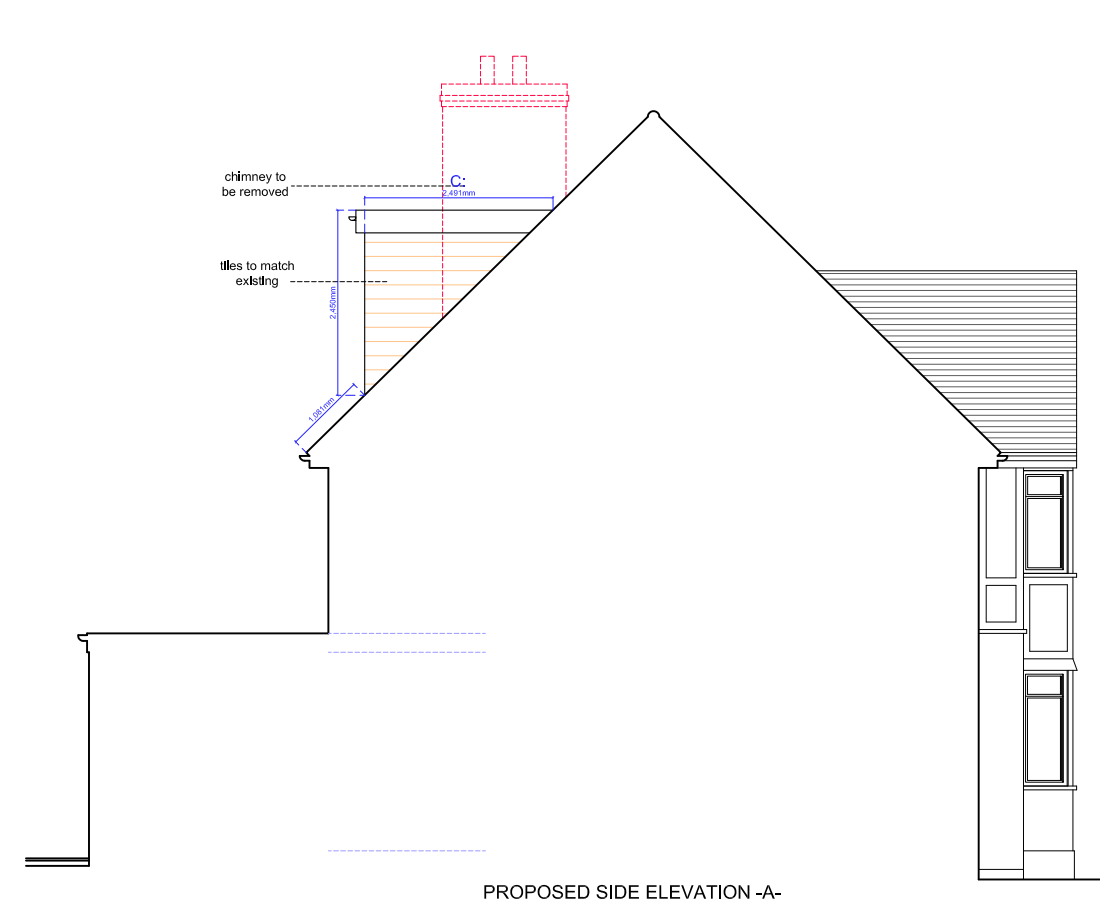 chimney to
be removed
C:
2,491mm
tiles to match
existing
2,450mm
1,081mm
PROPOSED SIDE ELEVATION -A-